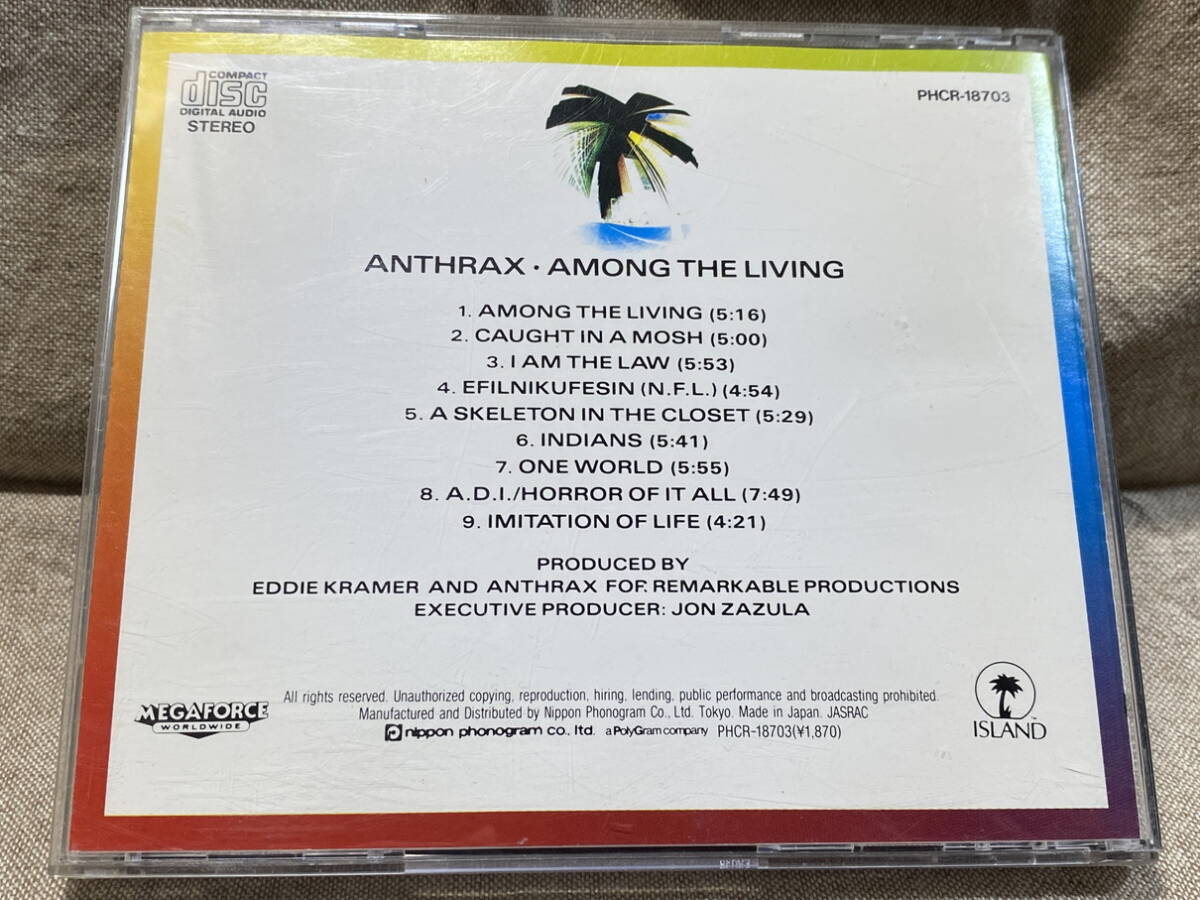 COMPACT
disc
DIGITAL AUDIO
STEREO
PHCR-18703
ANTHRAX · AMONG THE LIVING
1. AMONG THE LIVING (5:16)
2. CAUGHT IN A MOSH (5:00)
3. I AM THE LAW (5:53)
4. EFILNIKUFESIN (N.F.L.) (4:54)
5. A SKELETON IN THE CLOSET (5:29)
6. INDIANS (5:41)
7. ONE WORLD (5:55)
8. A.D.I./HORROR OF IT ALL (7:49)
9. IMITATION OF LIFE (4:21)
PRODUCED BY
EDDIE KRAMER AND ANTHRAX FOR REMARKABLE PRODUCTIONS
EXECUTIVE PRODUCER: JON ZAZULA
MEGAFORCE
WORLDWIDE
All rights reserved. Unauthorized copying, reproduction, hiring, lending, public performance and broadcasting prohibited.
Manufactured and Distributed by Nippon Phonogram Co., Ltd. Tokyo. Made in Japan. JASRAC
nippon phonogram co., ltd. a PolyGram company PHCR-18703(¥1,870)
ISLAND
TM